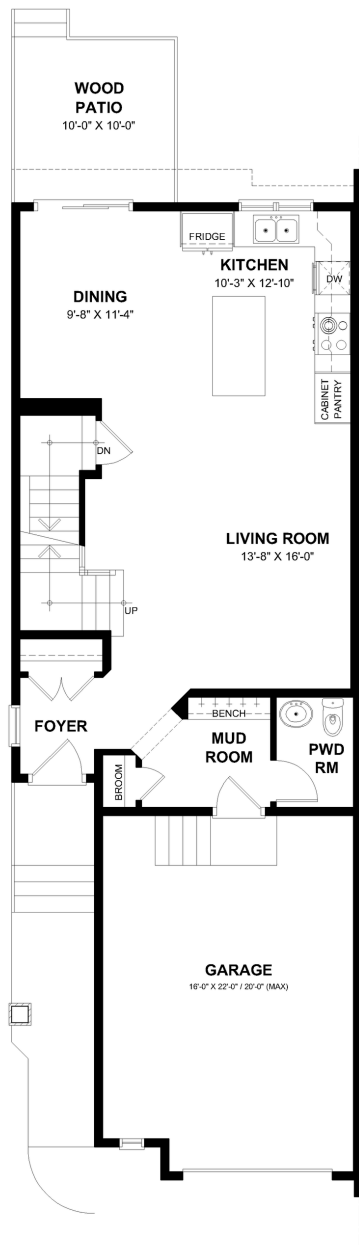 WOOD
PATIO
10'-0" X 10'-0"
FRIDGE
KITCHEN
10'-3" X 12'-10"
DW
DINING
9'-8" X 11'-4"
CABINET
PANTRY
DN
LIVING ROOM
13'-8" X 16'-0"
UP
FOYER
BENCH
MUD
ROOM
PWD
RM
BROOM
GARAGE
16'-0" X 22'-0" / 20'-0" (MAX)